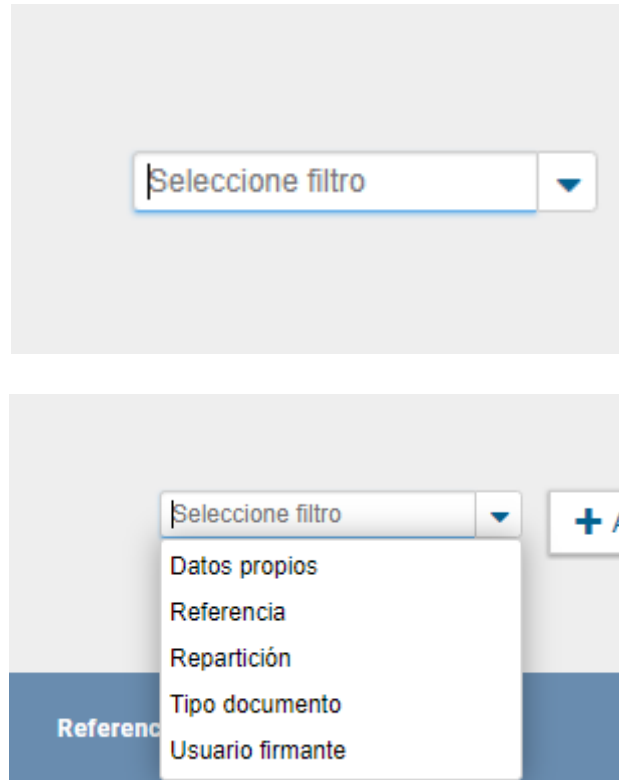 Seleccione filtro
Seleccione filtro
Datos propios
Referencia
Repartición
Tipo documento
Usuario firmante